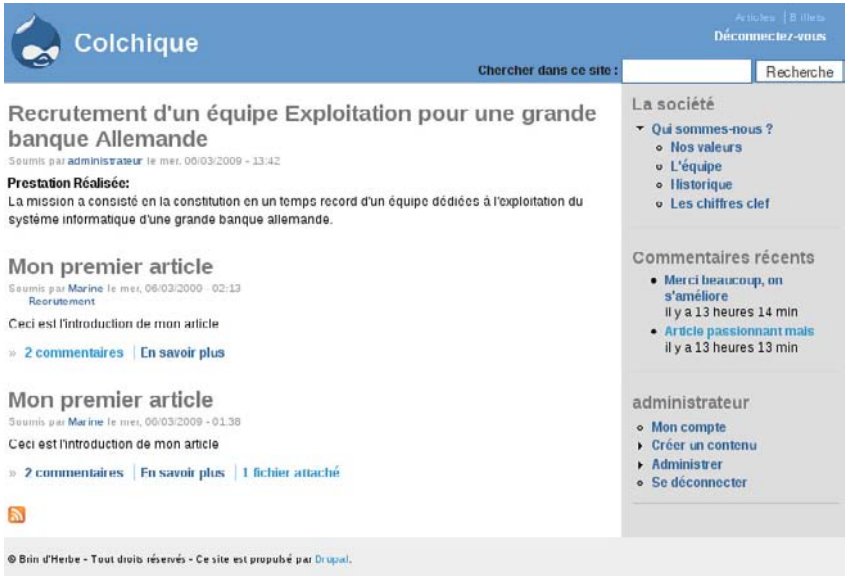 Articles | Billets
Déconnectez-vous
Colchique
Chercher dans ce site :
Recherche
Recrutement d'un équipe Exploitation pour une grande
banque Allemande
Soumis par administrateur le mer, 06/03/2009 - 13:42
Prestation Réalisée:
La mission a consisté en la constitution en un temps record d'un équipe dédiées à l'exploitation du
système informatique d'une grande banque allemande.
Mon premier article
Soumis par Marine le mer, 06/03/2009 - 02:13
Recrutement
Ceci est l'introduction de mon article
» 2 commentaires | En savoir plus
Mon premier article
Soumis par Marine le mer, 06/03/2009 - 01:38
Ceci est l'introduction de mon article
» 2 commentaires | En savoir plus | 1 fichier attaché
La société
Qui sommes-nous ?
Nos valeurs
L'équipe
Historique
Les chiffres clef
Commentaires récents
Merci beaucoup, on
s'améliore
il y a 13 heures 14 min
Article passionnant mais
il y a 13 heures 13 min
administrateur
Mon compte
Créer un contenu
Administrer
Se déconnecter
© Brin d'Herbe - Tout droits réservés - Ce site est propulsé par Drupal.